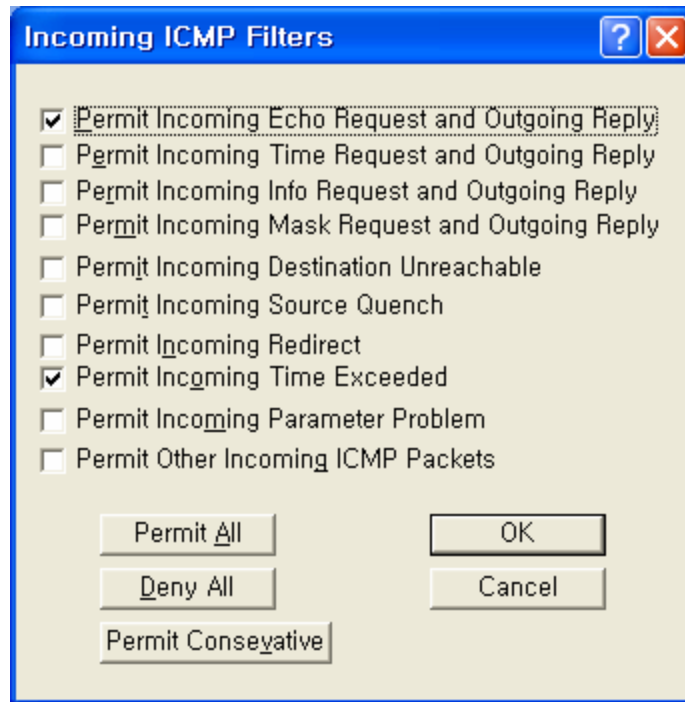 Incoming ICMP Filters
Permit Incoming Echo Request and Outgoing Reply
Permit Incoming Time Request and Outgoing Reply
Permit Incoming Info Request and Outgoing Reply
Permit Incoming Mask Request and Outgoing Reply
Permit Incoming Destination Unreachable
Permit Incoming Source Quench
Permit Incoming Redirect
Permit Incoming Time Exceeded
Permit Incoming Parameter Problem
Permit Other Incoming ICMP Packets
Permit All
OK
Deny All
Cancel
Permit Consevative